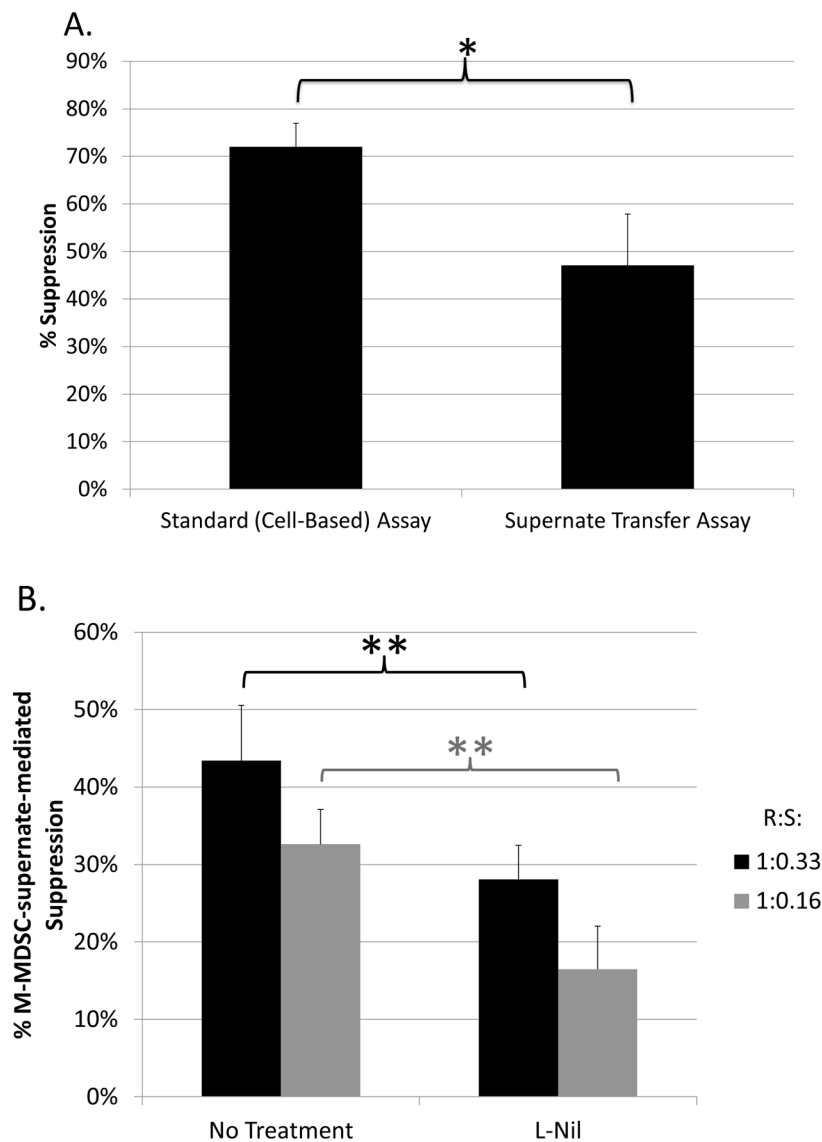 A.
*
90%
80%
70%
60%
50%
40%
30%
20%
10%
0%
% Suppression
Standard (Cell-Based) Assay
Supernate Transfer Assay
B.
**
**
60%
50%
40%
30%
20%
10%
0%
% M-MDSC-supernate-mediated
Suppression
No Treatment
L-Nil
R:S:
1:0.33
1:0.16